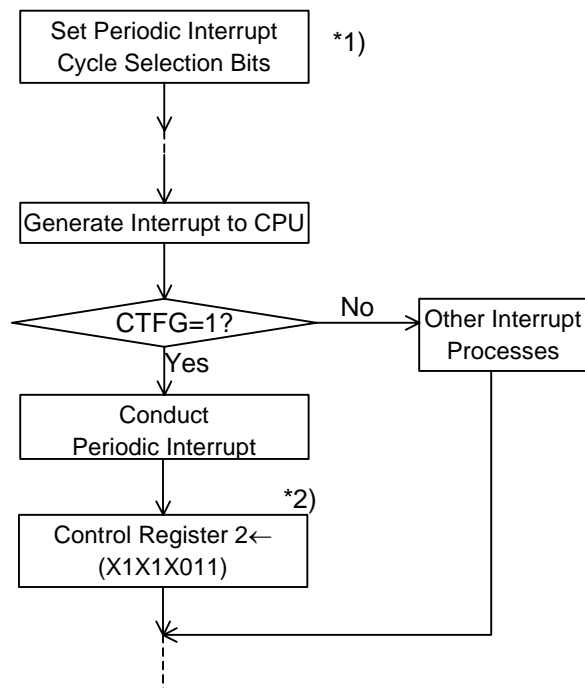 Set Periodic Interrupt
Cycle Selection Bits
*1)
Generate Interrupt to CPU
CTFG=1?
No
Other Interrupt
Processes
Yes
Conduct
Periodic Interrupt
*2)
Control Register 2←
(X1X1X011)